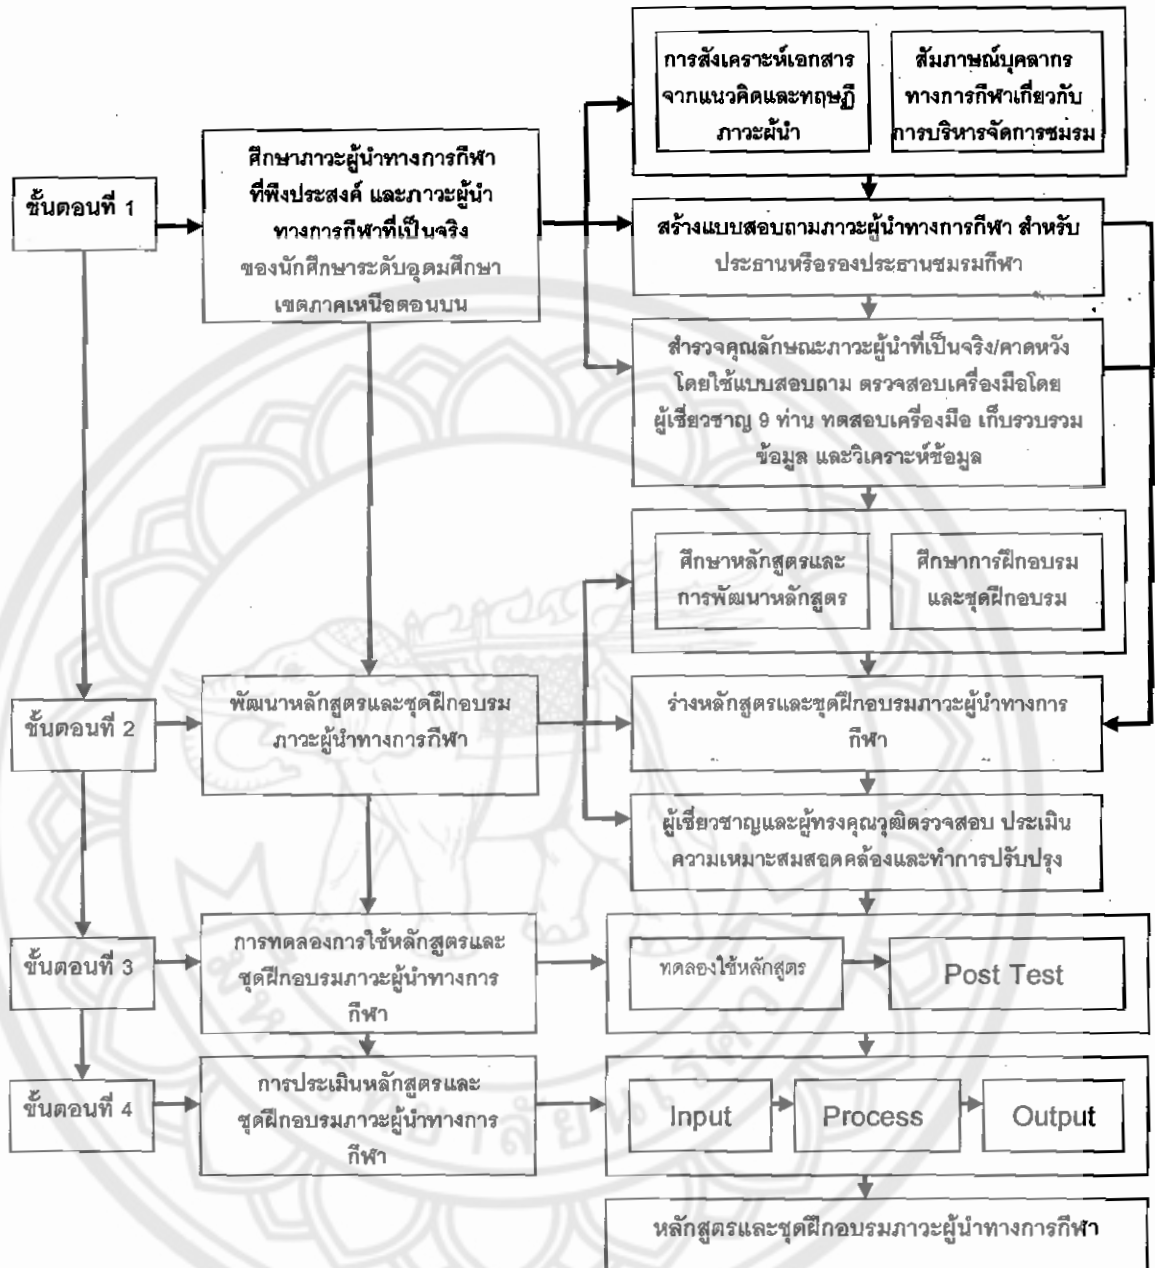 การสังเคราะห์เอกสาร
จากแนวคิดและทฤษฎี
ภาวะผู้นำ
สัมภาษณ์บุคลากร
ทางการกีฬาเกี่ยวกับ
การบริหารจัดการชมรม
ขั้นตอนที่ 1
ศึกษาภาวะผู้นำทางการกีฬา
ที่พึงประสงค์ และภาวะผู้นำ
ทางการกีฬาที่เป็นจริง
ของนักศึกษาระดับอุดมศึกษา
เขตภาคเหนือตอนบน
สร้างแบบสอบถามภาวะผู้นำทางการกีฬา สำหรับ
ประธานหรือรองประธานชมรมกีฬา
สำรวจคุณลักษณะภาวะผู้นำที่เป็นจริง/คาดหวัง
โดยใช้แบบสอบถาม ตรวจสอบเครื่องมือโดย
ผู้เชี่ยวชาญ 9 ท่าน ทดสอบเครื่องมือ เก็บรวบรวม
ข้อมูล และวิเคราะห์ข้อมูล
ศึกษาหลักสูตรและ
การพัฒนาหลักสูตร
ศึกษาการฝึกอบรม
และชุดฝึกอบรม
ขั้นตอนที่ 2
พัฒนาหลักสูตรและชุดฝึกอบรม
ภาวะผู้นำทางการกีฬา
ร่างหลักสูตรและชุดฝึกอบรมภาวะผู้นำทางการ
กีฬา
ผู้เชี่ยวชาญและผู้ทรงคุณวุฒิตรวจสอบ ประเมิน
ความเหมาะสมสอดคล้องและทำการปรับปรุง
ขั้นตอนที่ 3
การทดลองการใช้หลักสูตรและ
ชุดฝึกอบรมภาวะผู้นำทางการ
กีฬา
ทดลองใช้หลักสูตร
Post Test
ขั้นตอนที่ 4
การประเมินหลักสูตรและ
ชุดฝึกอบรมภาวะผู้นำทางการ
กีฬา
Input
Process
Output
หลักสูตรและชุดฝึกอบรมภาวะผู้นำทางการกีฬา